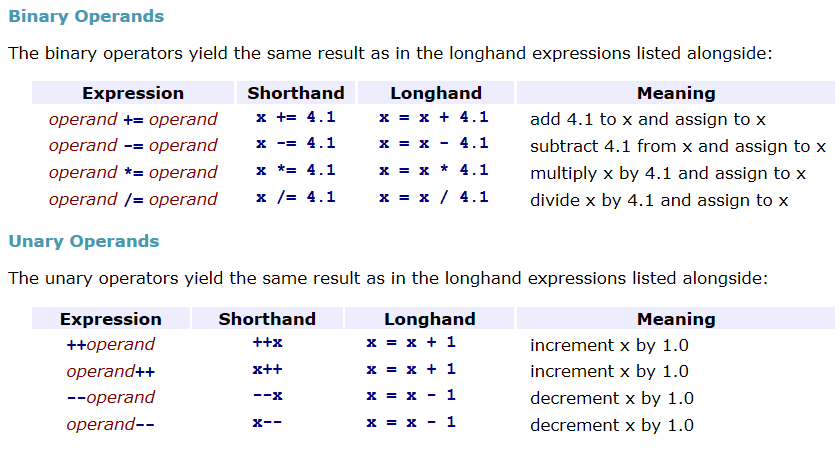 Binary Operands
The binary operators yield the same result as in the longhand expressions listed alongside:
Expression Shorthand Longhand Meaning
operand += operand x += 4.1 x = x + 4.1 add 4.1 to x and assign to x
operand -= operand x -= 4.1 x = x - 4.1 subtract 4.1 from x and assign to x
operand *= operand x *= 4.1 x = x * 4.1 multiply x by 4.1 and assign to x
operand /= operand x /= 4.1 x = x / 4.1 divide x by 4.1 and assign to x
Unary Operands
The unary operators yield the same result as in the longhand expressions listed alongside:
Expression Shorthand Longhand Meaning
++operand ++x x = x + 1 increment x by 1.0
operand++ x++ x = x + 1 increment x by 1.0
--operand --x x = x - 1 decrement x by 1.0
operand-- x-- x = x - 1 decrement x by 1.0